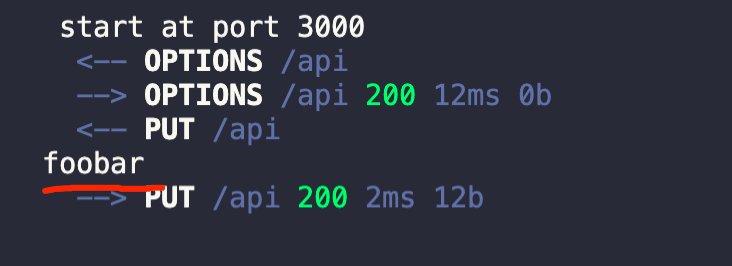 start at port 3000
<-- OPTIONS /api
--> OPTIONS /api 200 12ms 0b
<-- PUT /api
foobar
--> PUT /api 200 2ms 12b